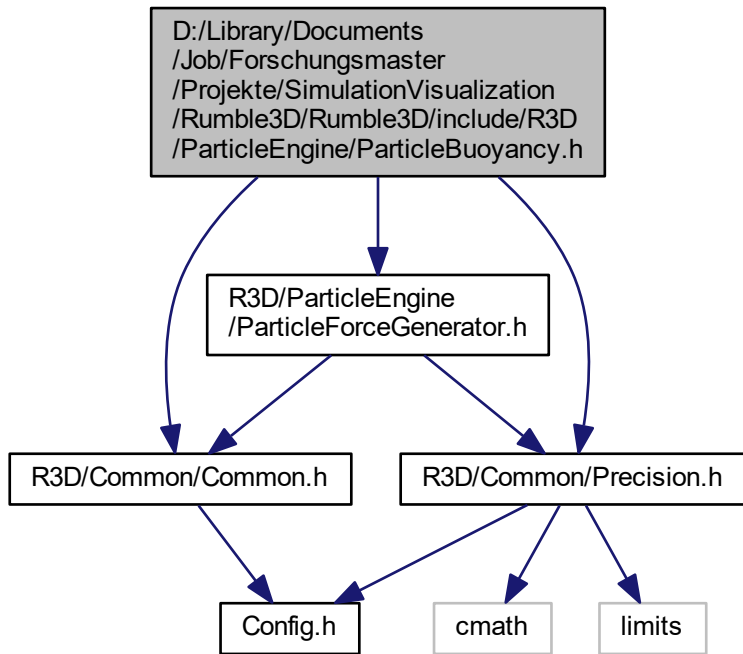 D:/Library/Documents
/Job/Forschungsmaster
/Projekte/SimulationVisualization
/Rumble3D/Rumble3D/include/R3D
/ParticleEngine/ParticleBuoyancy.h
R3D/ParticleEngine
/ParticleForceGenerator.h
R3D/Common/Common.h
R3D/Common/Precision.h
Config.h
cmath
limits